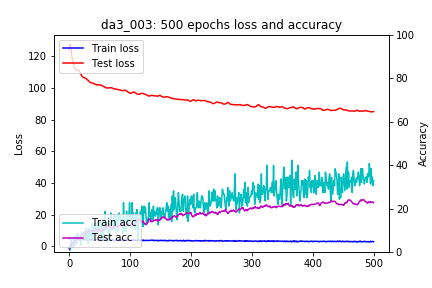 da3_003: 500 epochs loss and accuracy
Train loss
Test loss
Train acc
Test acc
Loss
0
20
40
60
80
100
120
Accuracy
0
20
40
60
80
100
0
100
200
300
400
500